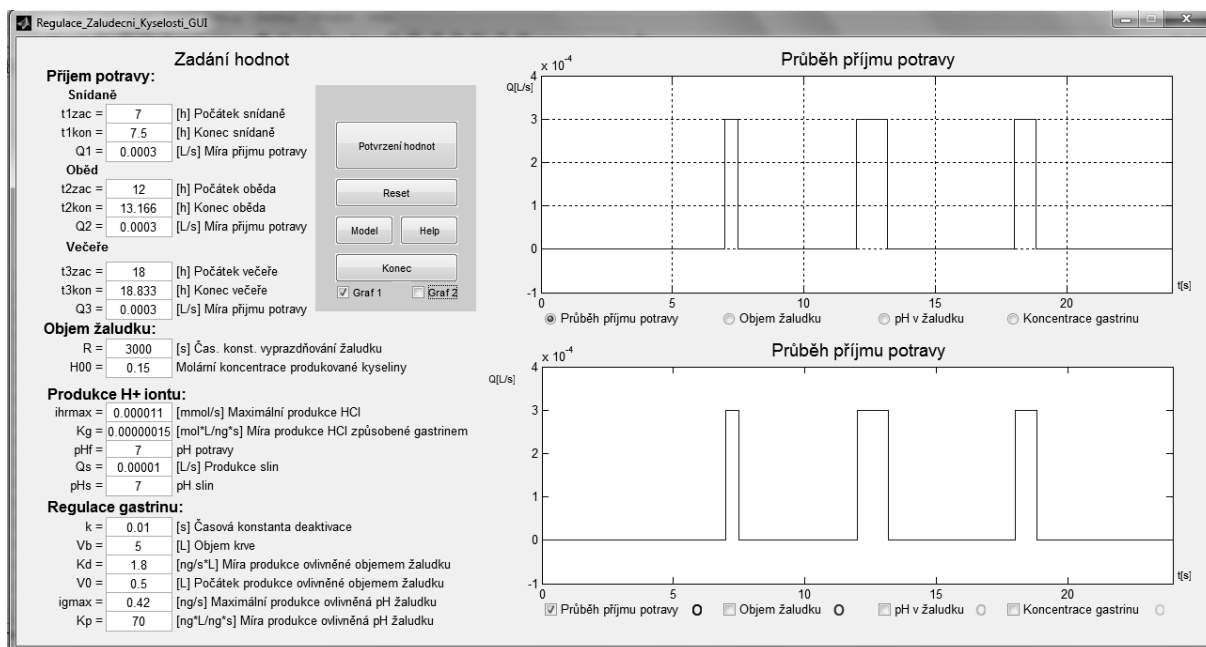 Regulace_Zaludecni_Kyselosti_GUI
Zadání hodnot
Příjem potravy:
Snídaně
t1zac = 7 [h] Počátek snídaně
t1kon = 7.5 [h] Konec snídaně
Q1 = 0.0003 [L/s] Míra přijmu potravy
Oběd
t2zac = 12 [h] Počátek oběda
t2kon = 13.166 [h] Konec oběda
Q2 = 0.0003 [L/s] Míra přijmu potravy
Večeře
t3zac = 18 [h] Počátek večeře
t3kon = 18.833 [h] Konec večeře
Q3 = 0.0003 [L/s] Míra přijmu potravy
Objem žaludku:
R = 3000 [s] Čas. konst. vyprazdňování žaludku
H00 = 0.15 Molární koncentrace produkované kyseliny
Produkce H+ iontu:
ihrmax = 0.000011 [mmol/s] Maximální produkce HCl
Kg = 0.00000015 [mol*L/ng*s] Míra produkce HCl způsobené gastrinem
pHf = 7 pH potravy
Qs = 0.00001 [L/s] Produkce slin
pHs = 7 pH slin
Regulace gastrinu:
k = 0.01 [s] Časová konstanta deaktivace
Vb = 5 [L] Objem krve
Kd = 1.8 [ng/s*L] Míra produkce ovlivněné objemem žaludku
V0 = 0.5 [L] Počátek produkce ovlivněné objemem žaludku
igmax = 0.42 [ng/s] Maximální produkce ovlivněná pH žaludku
Kp = 70 [ng*L/ng*s] Míra produkce ovlivněná pH žaludku
Potvrzení hodnot
Reset
Model Help
Konec
Graf 1 Graf 2
Průběh příjmu potravy
x 10^-4
Q[L/s]
4
3
2
1
0
-1
0 5 10 15 20
t[s]
Průběh příjmu potravy Objem žaludku pH v žaludku Koncentrace gastrinu
Průběh příjmu potravy
x 10^-4
Q[L/s]
4
3
2
1
0
-1
0 5 10 15 20
t[s]
Průběh příjmu potravy O Objem žaludku O pH v žaludku O Koncentrace gastrinu O